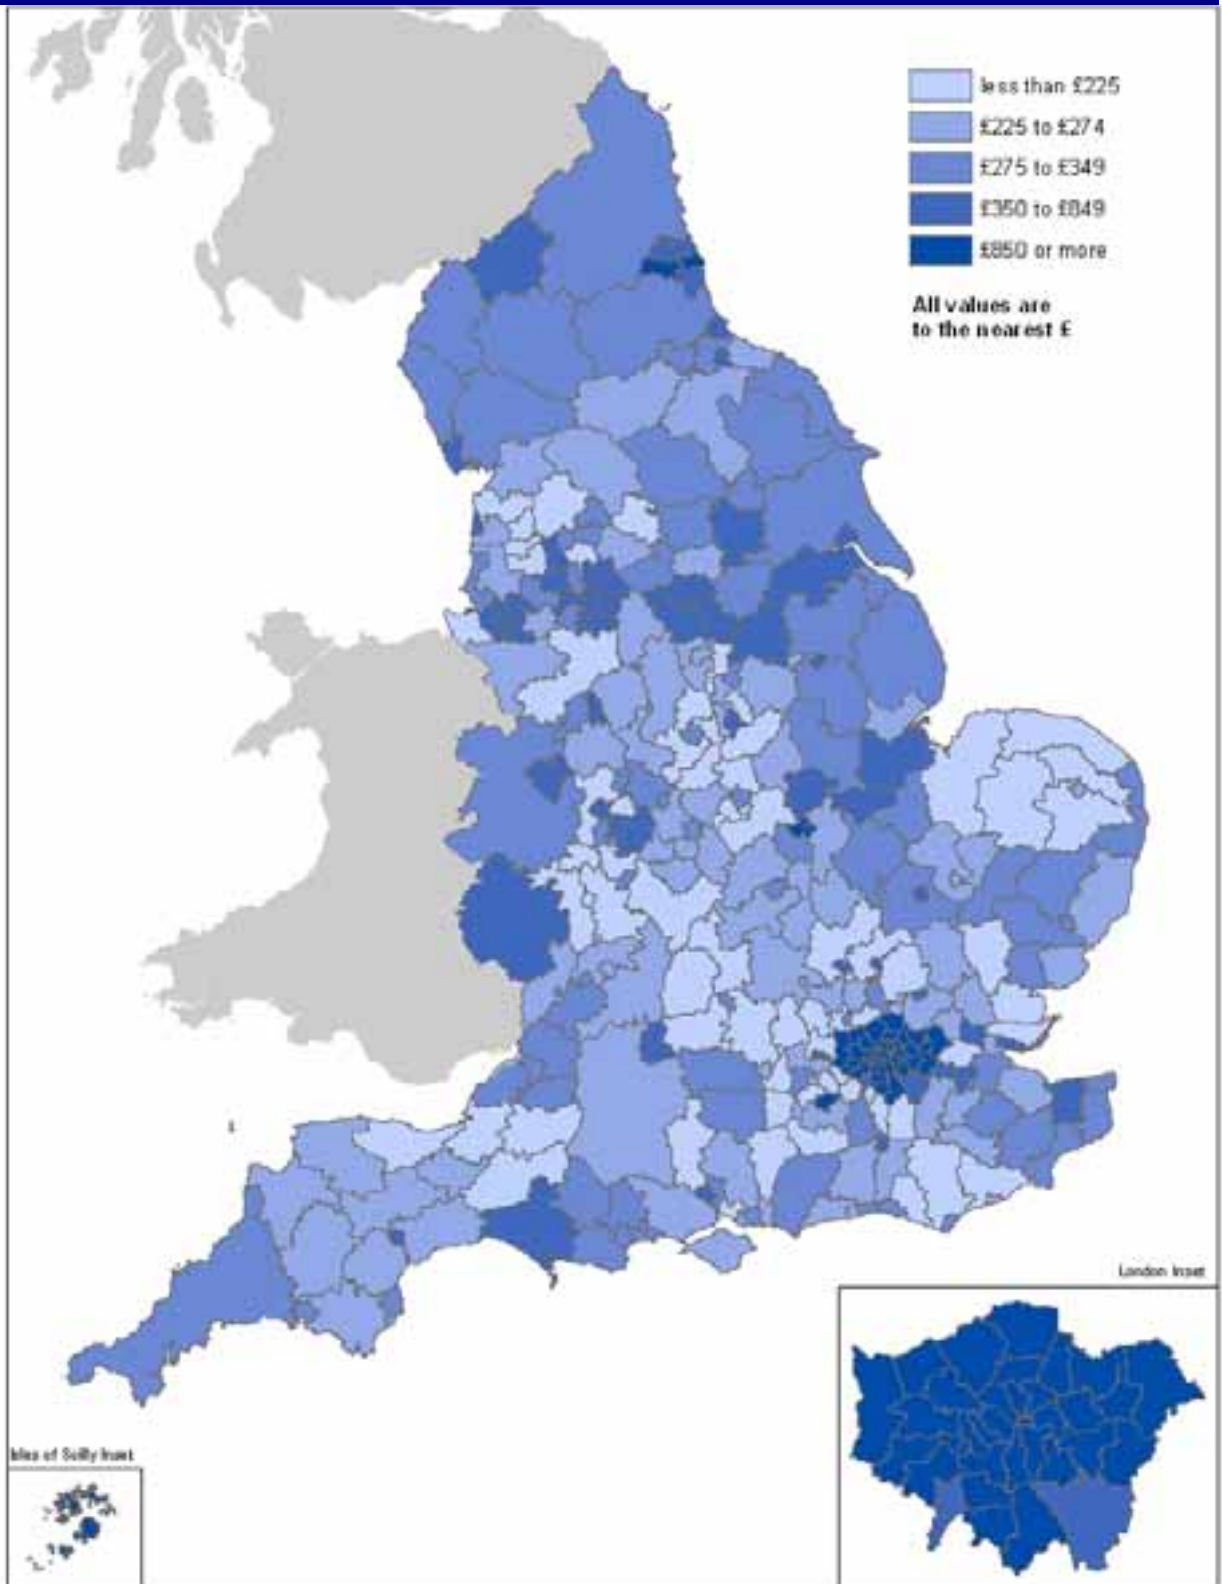 less than £225
£225 to £274
£275 to £349
£350 to £849
£850 or more
All values are
to the nearest £
London Inset
Isles of Scilly Inset